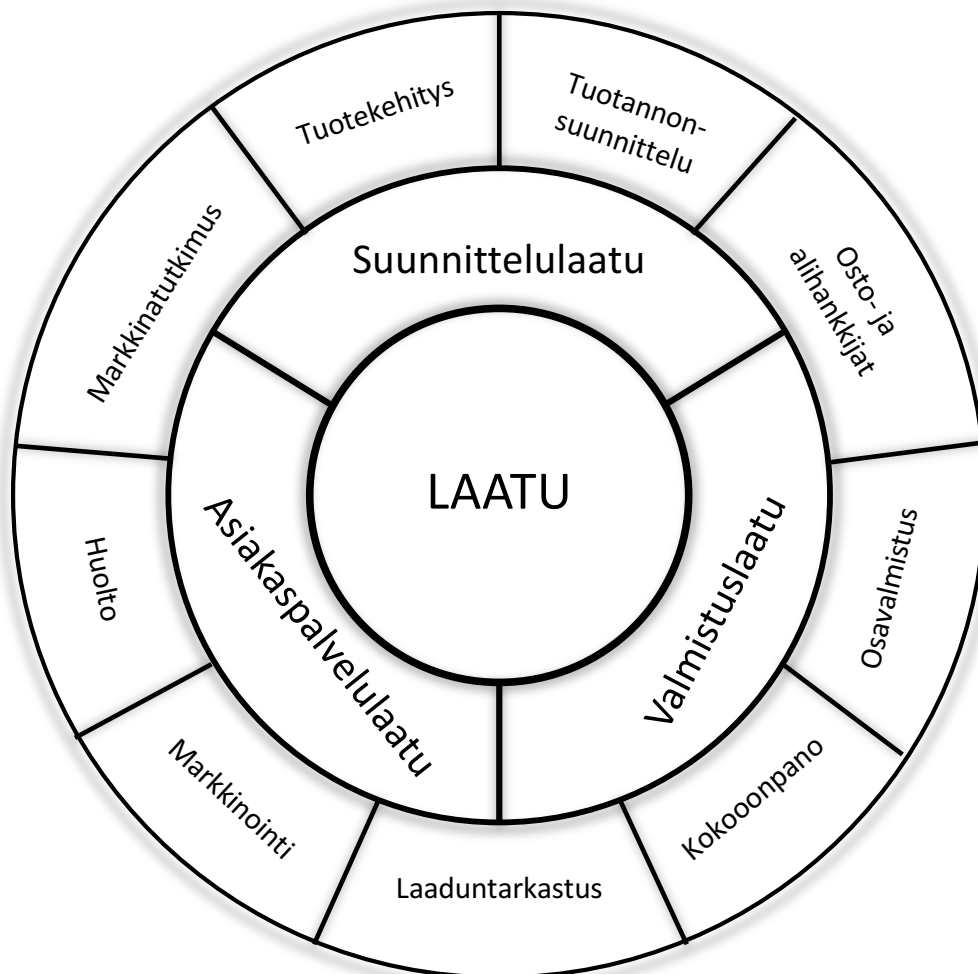 Tuotekehitys
Tuotannon-
suunnittelu
Osto- ja
alihankkijat
Osavalmistus
Kokooonpano
Laaduntarkastus
Markkinointi
Huolto
Markkinatutkimus
Suunnittelulaatu
Valmistuslaatu
Asiakaspalvelulaatu
LAATU